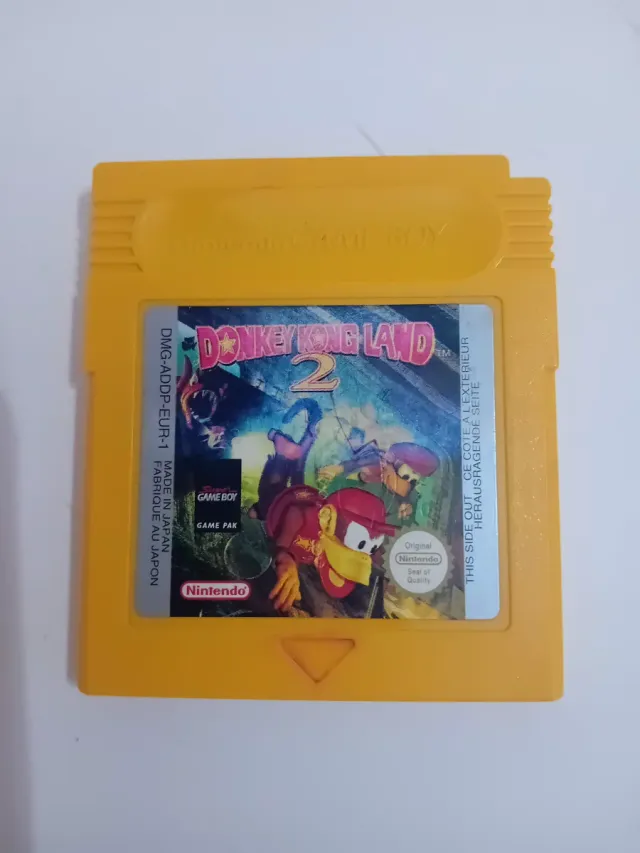 DONKEY KONG LAND
2
TM
DMG-ADDP-EUR-1 MADE IN JAPAN
FABRIQUE AU JAPON
GAME BOY
GAME PAK
Nintendo
Original
Nintendo
Seal of
Quality
THIS SIDE OUT CE COTE A L'EXTERIEUR
HERAUSRAGENDE SEITE